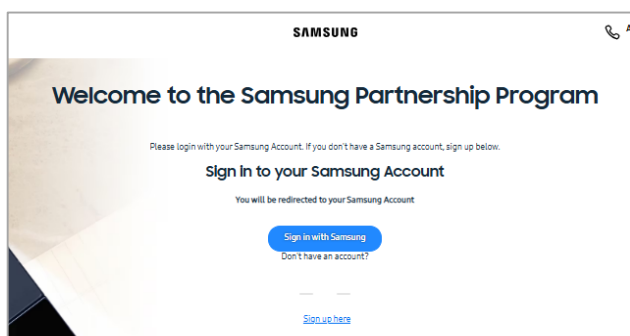 SAMSUNG
Welcome to the Samsung Partnership Program
Please login with your Samsung Account. If you don't have a Samsung account, sign up below.
Sign in to your Samsung Account
You will be redirected to your Samsung Account
Sign in with Samsung
Don't have an account?
Sign up here